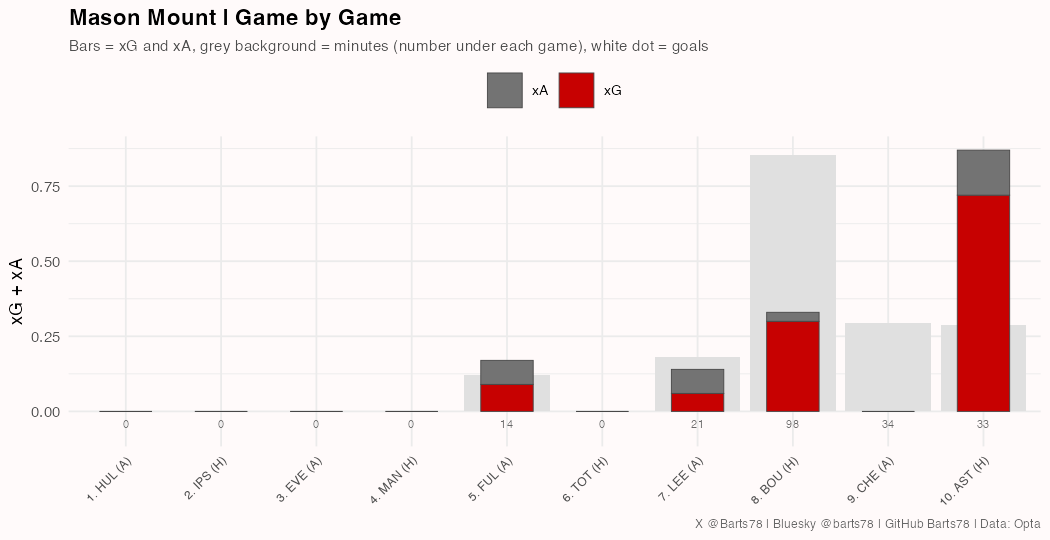 Mason Mount | Game by Game
Bars = xG and xA, grey background = minutes (number under each game), white dot = goals
xA
xG
xG + xA
0.75
0.50
0.25
0.00
0
0
0
0
14
0
21
98
34
33
1. HUL (A)
2. IPS (H)
3. EVE (A)
4. MAN (H)
5. FUL (A)
6. TOT (H)
7. LEE (A)
8. BOU (H)
9. CHE (A)
10. AST (H)
X @Barts78 | Bluesky @barts78 | GitHub Barts78 | Data: Opta